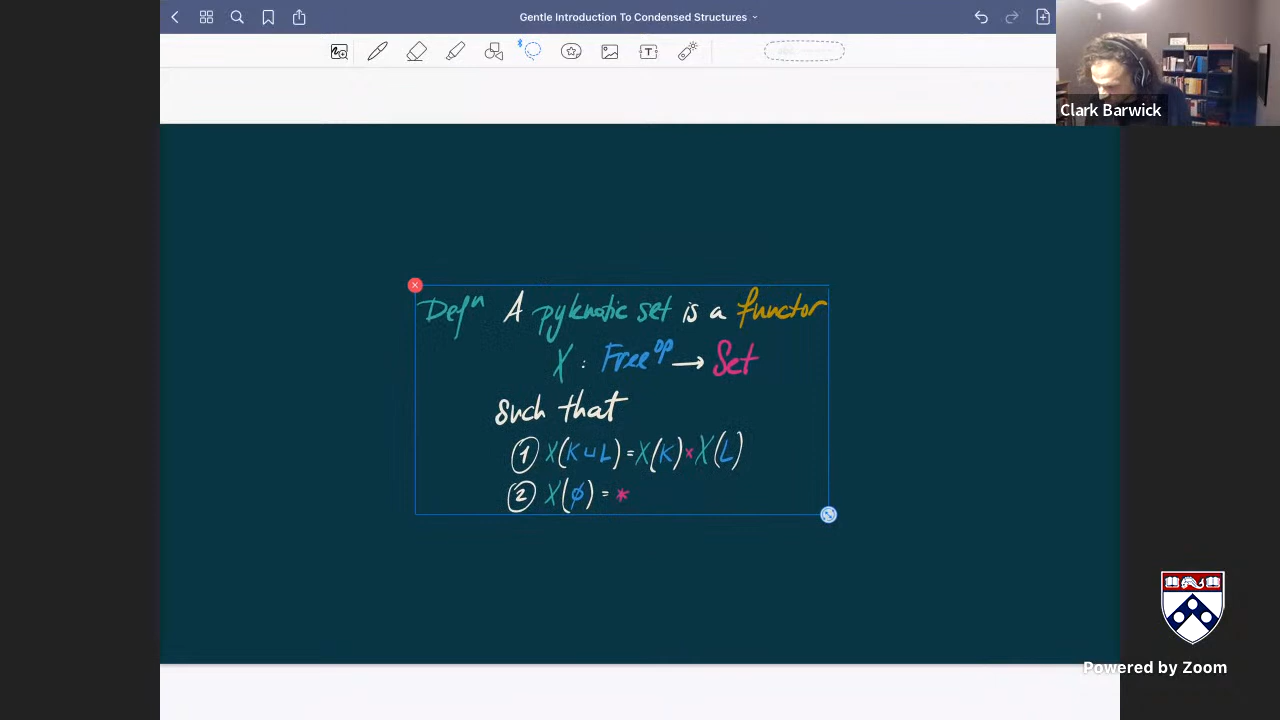 Gentle Introduction To Condensed Structures
Clark Barwick
Defⁿ A pyknotic set is a functor
X : Free^op → Set
such that
① X(K ⊔ L) = X(K) × X(L)
② X(∅) = *
Powered by Zoom